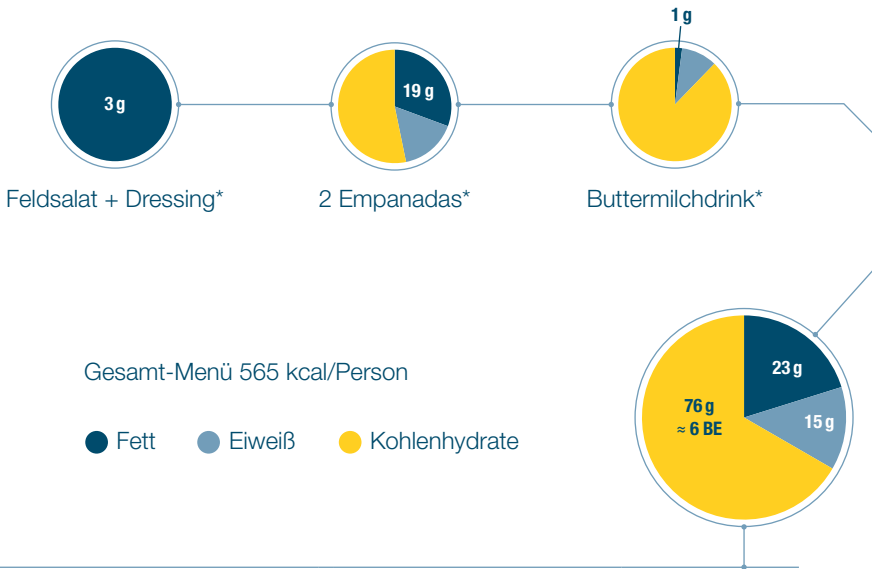 1 g
3 g
19 g
Feldsalat + Dressing*
2 Empanadas*
Buttermilchdrink*
Gesamt-Menü 565 kcal/Person
Fett
Eiweiß
Kohlenhydrate
23 g
76 g
≈ 6 BE
15 g